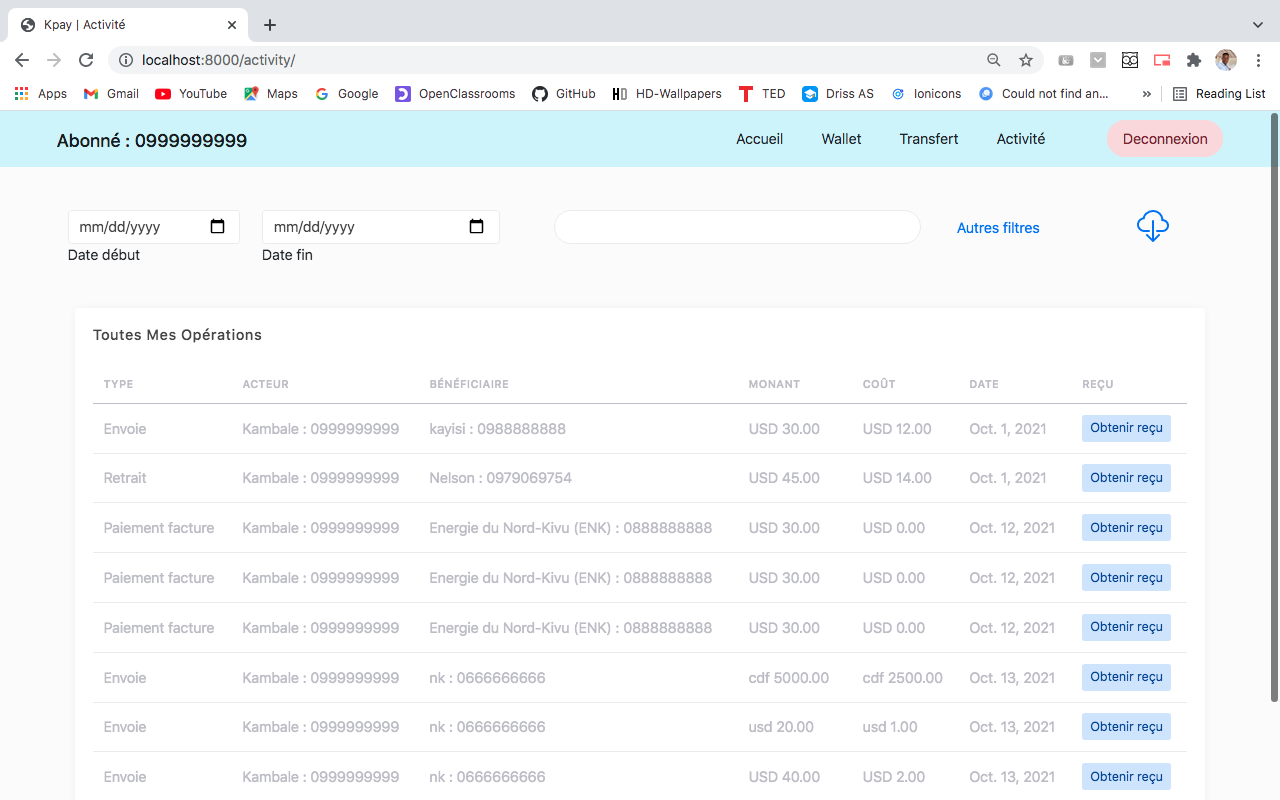 Kpay | Activité
localhost:8000/activity/
Apps Gmail YouTube Maps Google OpenClassrooms GitHub HD-Wallpapers TED Driss AS Ionicons Could not find an... » Reading List
Abonné : 0999999999 Accueil Wallet Transfert Activité Deconnexion
mm/dd/yyyy mm/dd/yyyy Autres filtres
Date début Date fin
Toutes Mes Opérations
TYPE ACTEUR BÉNÉFICIAIRE MONANT COÛT DATE REÇU
Envoie Kambale : 0999999999 kayisi : 0988888888 USD 30.00 USD 12.00 Oct. 1, 2021 Obtenir reçu
Retrait Kambale : 0999999999 Nelson : 0979069754 USD 45.00 USD 14.00 Oct. 1, 2021 Obtenir reçu
Paiement facture Kambale : 0999999999 Energie du Nord-Kivu (ENK) : 0888888888 USD 30.00 USD 0.00 Oct. 12, 2021 Obtenir reçu
Paiement facture Kambale : 0999999999 Energie du Nord-Kivu (ENK) : 0888888888 USD 30.00 USD 0.00 Oct. 12, 2021 Obtenir reçu
Paiement facture Kambale : 0999999999 Energie du Nord-Kivu (ENK) : 0888888888 USD 30.00 USD 0.00 Oct. 12, 2021 Obtenir reçu
Envoie Kambale : 0999999999 nk : 0666666666 cdf 5000.00 cdf 2500.00 Oct. 13, 2021 Obtenir reçu
Envoie Kambale : 0999999999 nk : 0666666666 usd 20.00 usd 1.00 Oct. 13, 2021 Obtenir reçu
Envoie Kambale : 0999999999 nk : 0666666666 USD 40.00 USD 2.00 Oct. 13, 2021 Obtenir reçu